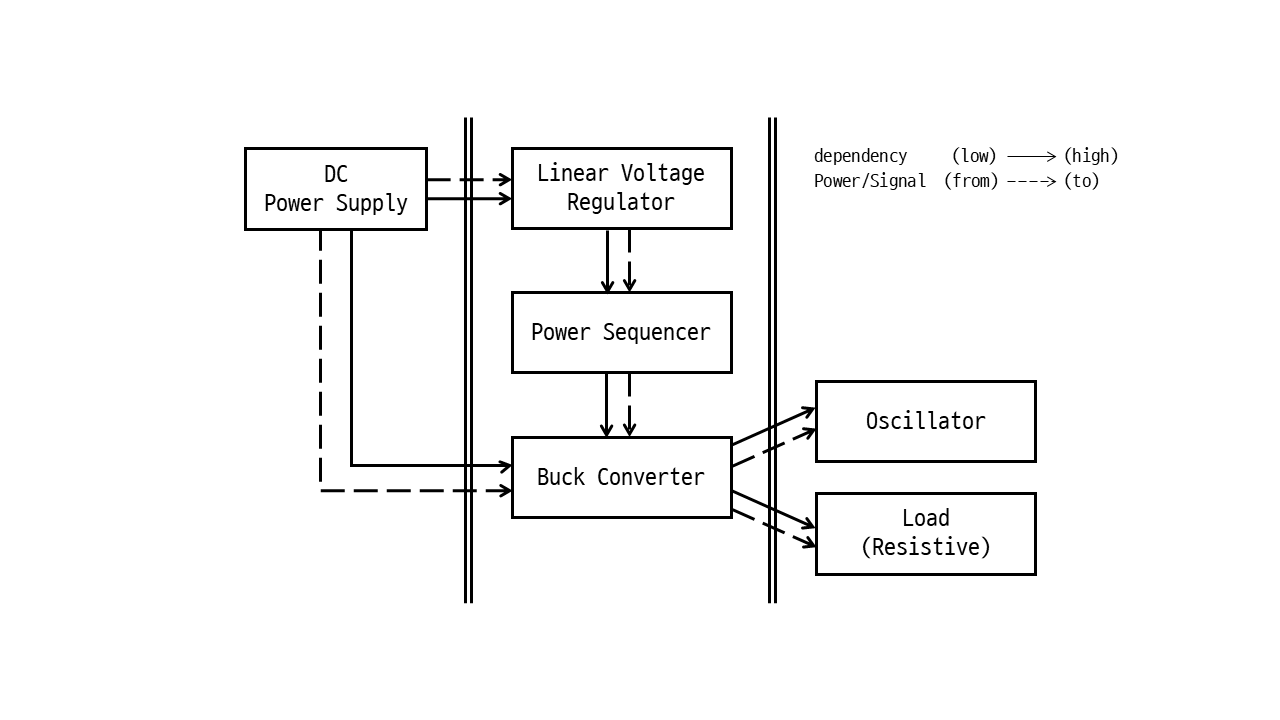 DC
Power Supply
Linear Voltage
Regulator
dependency (low) (high)
Power/Signal (from) (to)
Power Sequencer
Oscillator
Buck Converter
Load
(Resistive)